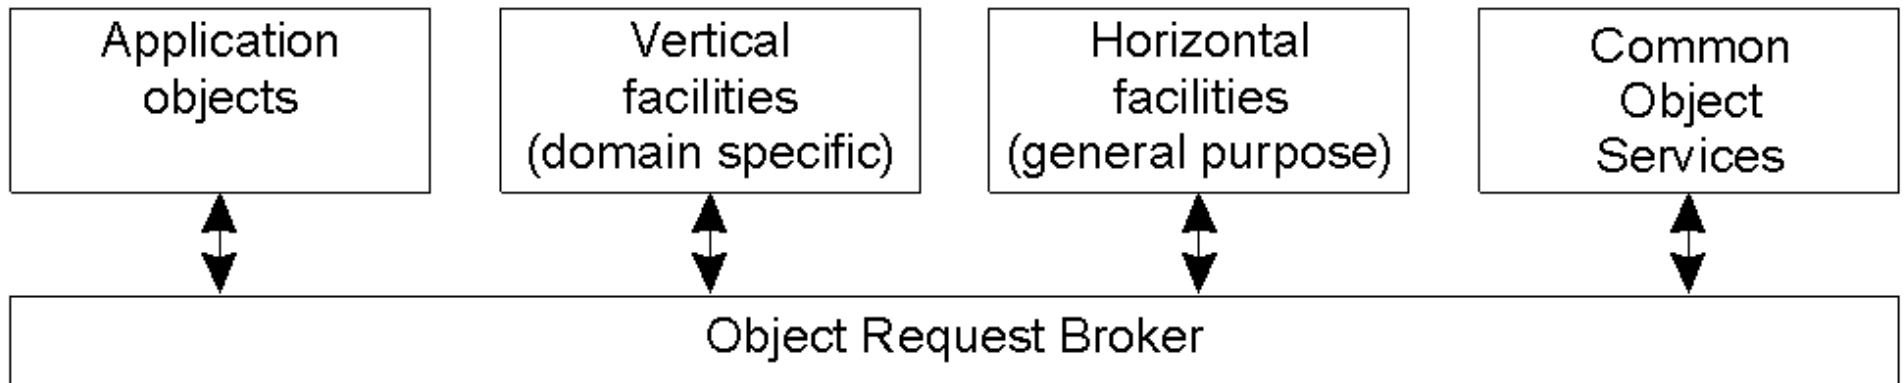 Application
objects
Vertical
facilities
(domain specific)
Horizontal
facilities
(general purpose)
Common
Object
Services
Object Request Broker